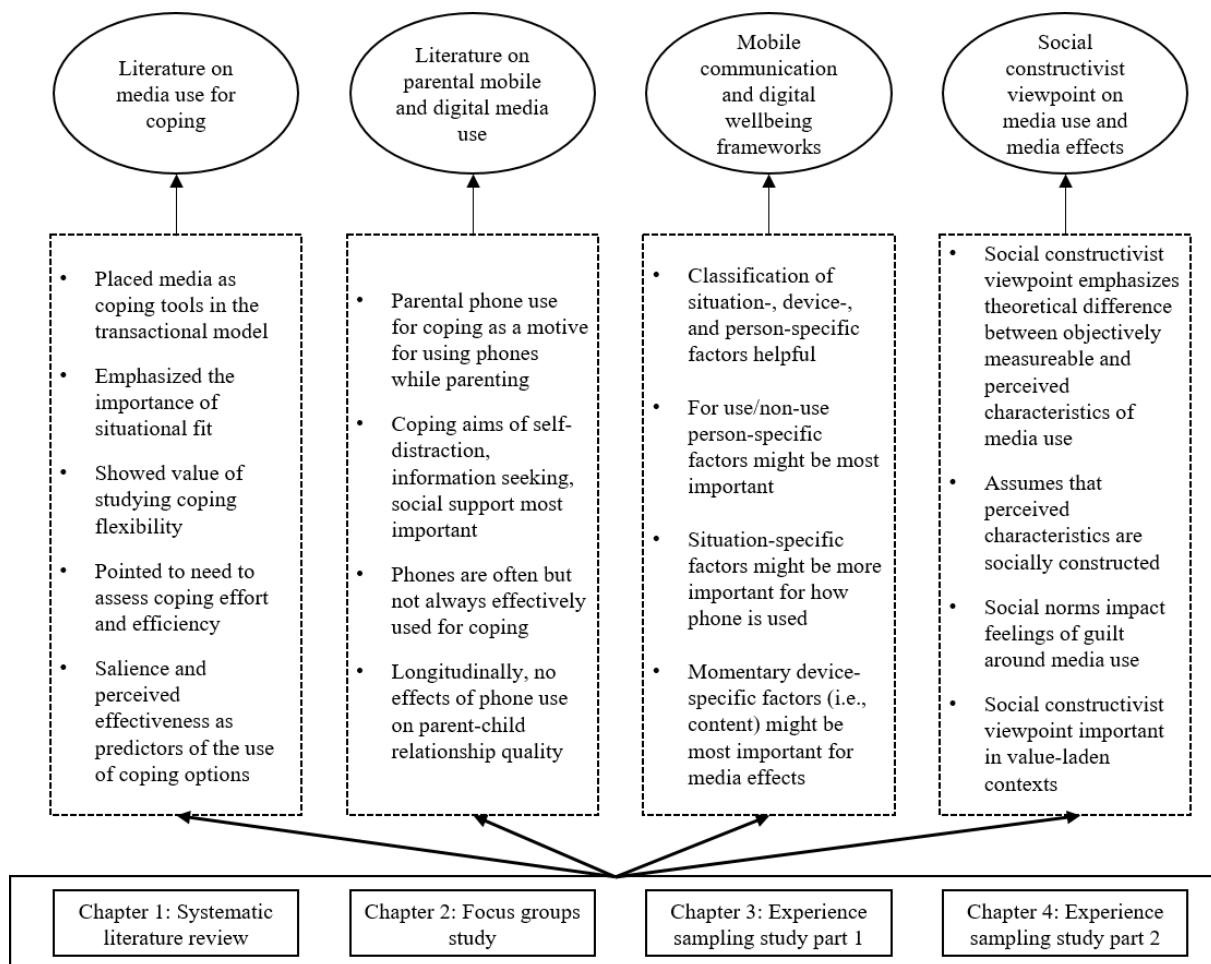 Literature on
media use for
coping
Literature on
parental mobile
and digital media
use
Mobile
communication
and digital
wellbeing
frameworks
Social
constructivist
viewpoint on
media use and
media effects
• Placed media as
coping tools in the
transactional model
• Emphasized the
importance of
situational fit
• Showed value of
studying coping
flexibility
• Pointed to need to
assess coping effort
and efficiency
• Salience and
perceived
effectiveness as
predictors of the use
of coping options
• Parental phone use
for coping as a motive
for using phones
while parenting
• Coping aims of self-
distraction,
information seeking,
social support most
important
• Phones are often but
not always effectively
used for coping
• Longitudinally, no
effects of phone use
on parent-child
relationship quality
• Classification of
situation-, device-,
and person-specific
factors helpful
• For use/non-use
person-specific
factors might be most
important
• Situation-specific
factors might be more
important for how
phone is used
• Momentary device-
specific factors (i.e.,
content) might be
most important for
media effects
• Social constructivist
viewpoint emphasizes
theoretical difference
between objectively
measureable and
perceived
characteristics of
media use
• Assumes that
perceived
characteristics are
socially constructed
• Social norms impact
feelings of guilt
around media use
• Social constructivist
viewpoint important
in value-laden
contexts
Chapter 1: Systematic
literature review
Chapter 2: Focus groups
study
Chapter 3: Experience
sampling study part 1
Chapter 4: Experience
sampling study part 2